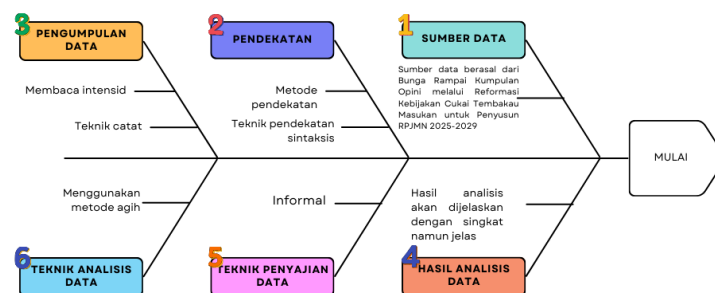 3
PENGUMPULAN
DATA
2
PENDEKATAN
1
SUMBER DATA
Membaca intensid
Teknik catat
Metode
pendekatan
Teknik pendekatan
sintaksis
Sumber data berasal dari
Bunga Rampai Kumpulan
Opini melalui Reformasi
Kebijakan Cukai Tembakau
Masukan untuk Penyusun
RPJMN 2025-2029
MULAI
Menggunakan
metode agih
Informal
Hasil analisis
akan dijelaskan
dengan singkat
namun jelas
6
TEKNIK ANALISIS
DATA
5
TEKNIK PENYAJIAN
DATA
4
HASIL ANALISIS
DATA